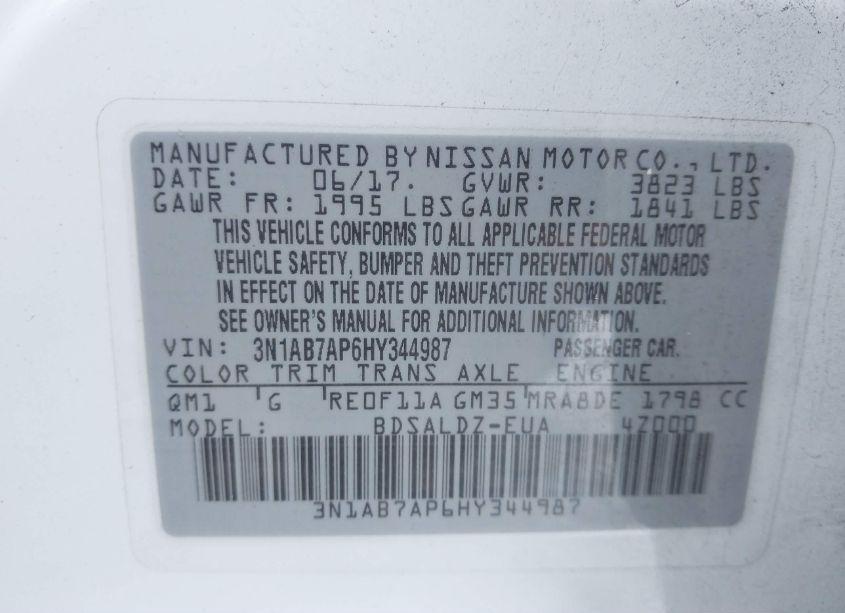 MANUFACTURED BY NISSAN MOTOR CO., LTD.
DATE: 06/17. GVWR: 3823 LBS
GAWR FR: 1995 LBS GAWR RR: 1841 LBS
THIS VEHICLE CONFORMS TO ALL APPLICABLE FEDERAL MOTOR
VEHICLE SAFETY, BUMPER AND THEFT PREVENTION STANDARDS
IN EFFECT ON THE DATE OF MANUFACTURE SHOWN ABOVE.
SEE OWNER'S MANUAL FOR ADDITIONAL INFORMATION.
VIN: 3N1AB7AP6HY344987 PASSENGER CAR.
COLOR TRIM TRANS AXLE ENGINE
QM1 G RE0F11A GM35 MRA8DE 1798 CC
MODEL: BDSALDZ-EUA 4Z000
3N1AB7AP6HY344987